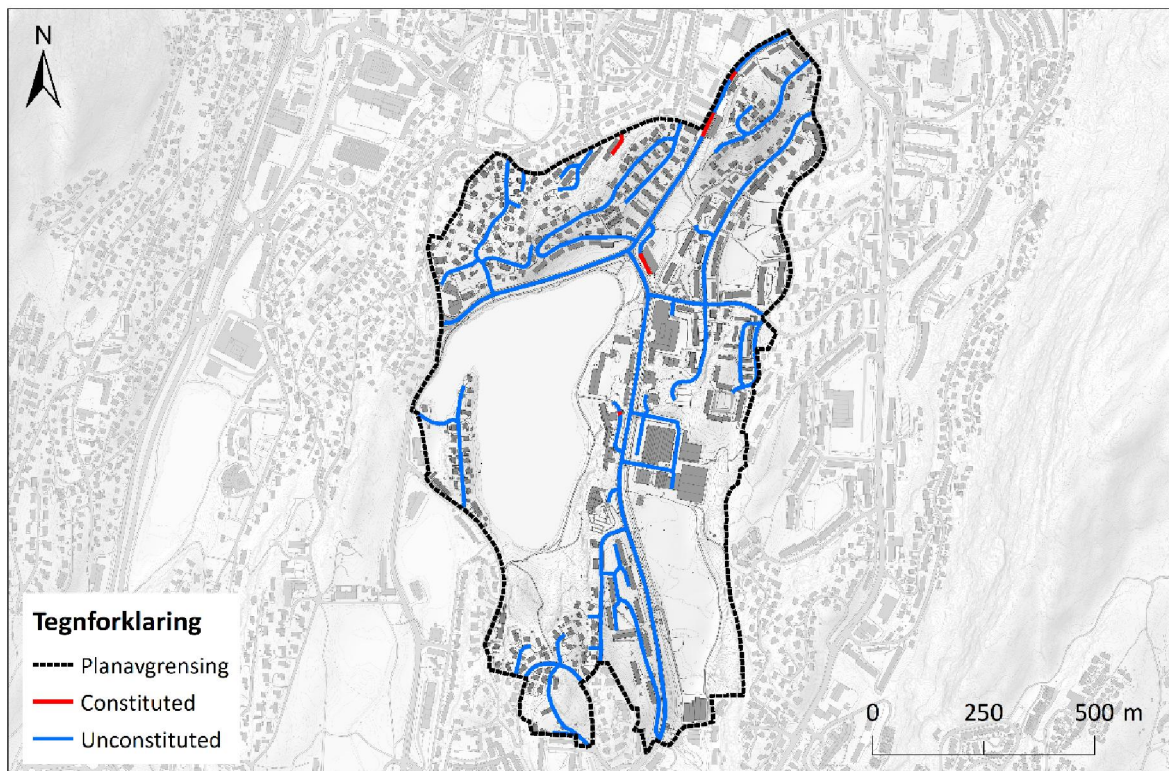 N
Tegnforklaring
Planavgrensing
Constituted
Unconstituted
0 250 500 m